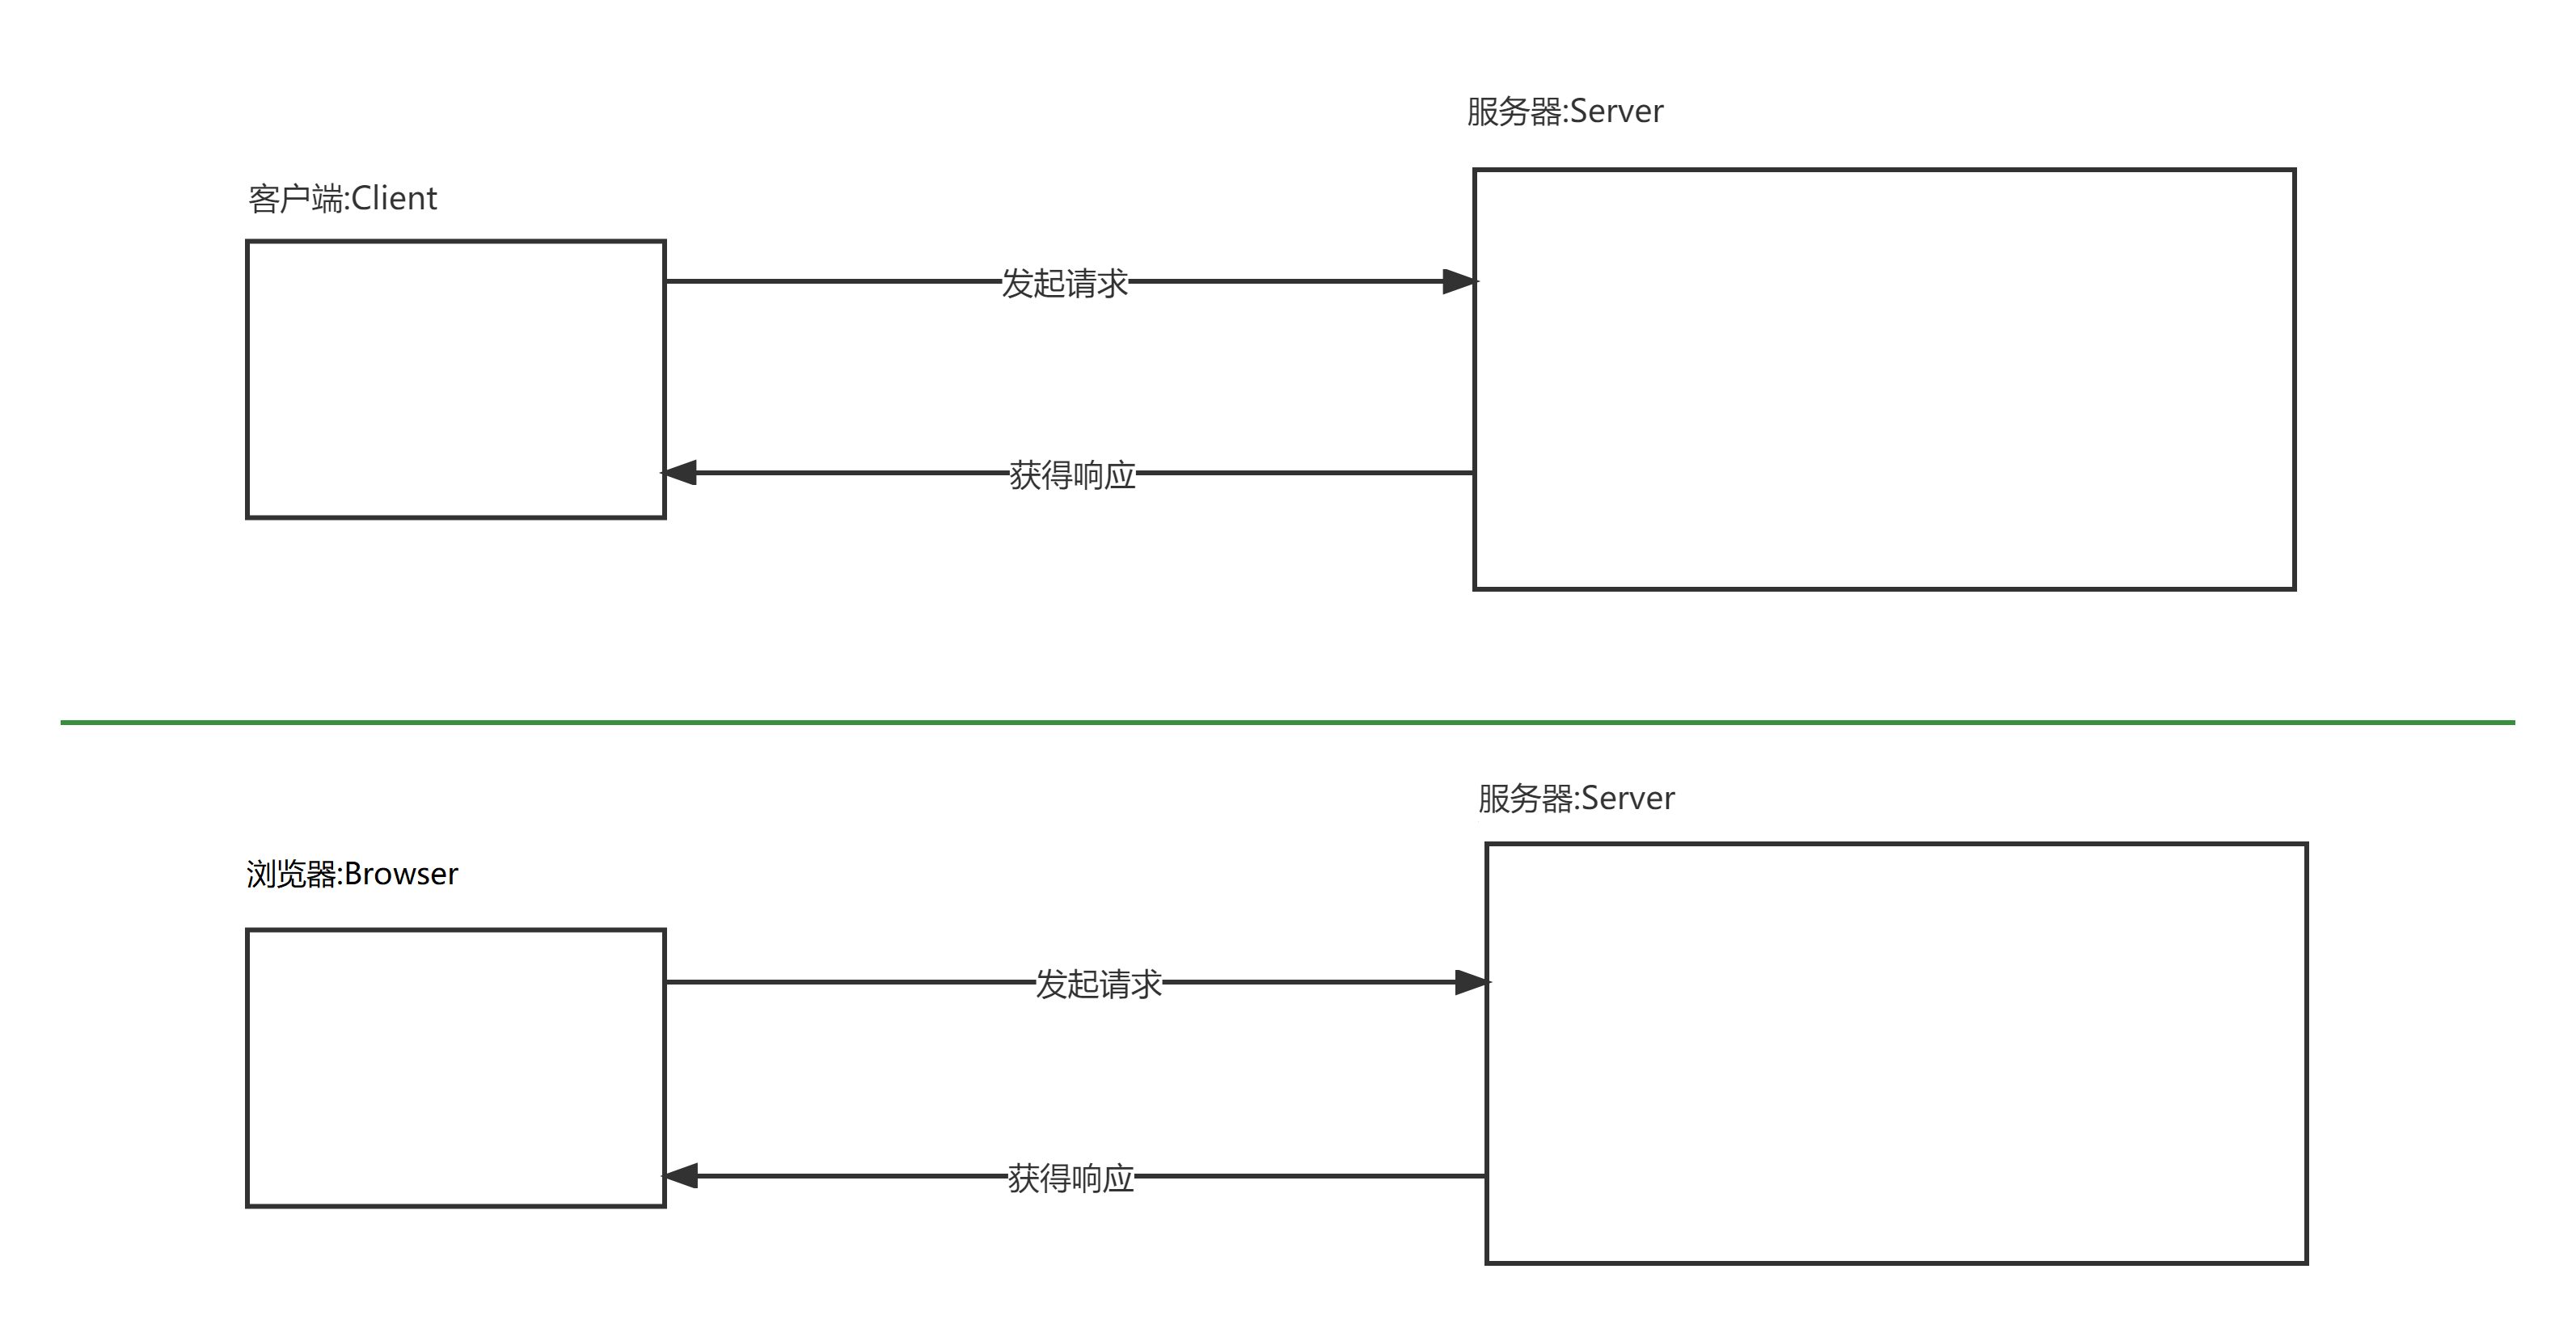 服务器:Server
客户端:Client
发起请求
获得响应
服务器:Server
浏览器:Browser
发起请求
获得响应